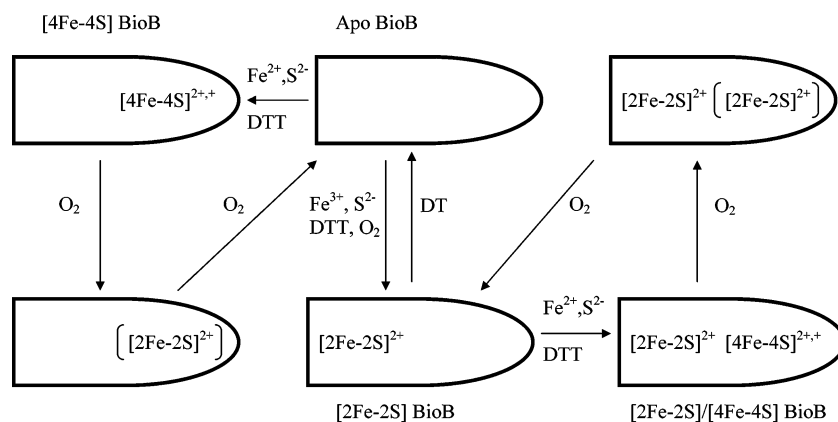 [4Fe-4S] BioB
Apo BioB
[4Fe-4S]²⁺,⁺
Fe²⁺,S²⁻
DTT
[2Fe-2S]²⁺ ([2Fe-2S]²⁺)
O₂
O₂
Fe³⁺, S²⁻
DTT, O₂
DT
O₂
O₂
([2Fe-2S]²⁺)
[2Fe-2S]²⁺
Fe²⁺,S²⁻
DTT
[2Fe-2S]²⁺ [4Fe-4S]²⁺,⁺
[2Fe-2S] BioB
[2Fe-2S]/[4Fe-4S] BioB